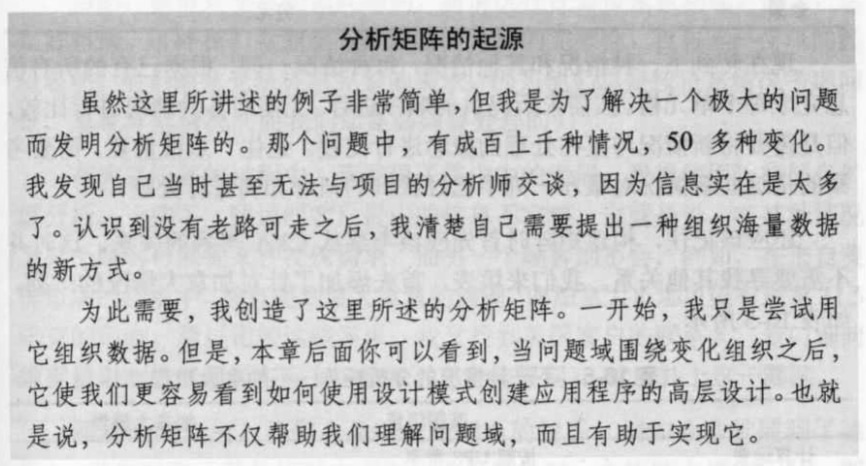 分析矩阵的起源
虽然这里所讲述的例子非常简单，但我是为了解决一个极大的问题
而发明分析矩阵的。那个问题中，有成百上千种情况，50 多种变化。
我发现自己当时甚至无法与项目的分析师交谈，因为信息实在是太多
了。认识到没有老路可走之后，我清楚自己需要提出一种组织海量数据
的新方式。
为此需要，我创造了这里所述的分析矩阵。一开始，我只是尝试用
它组织数据。但是，本章后面你可以看到，当问题域围绕变化组织之后，
它使我们更容易看到如何使用设计模式创建应用程序的高层设计。也就
是说，分析矩阵不仅帮助我们理解问题域，而且有助于实现它。